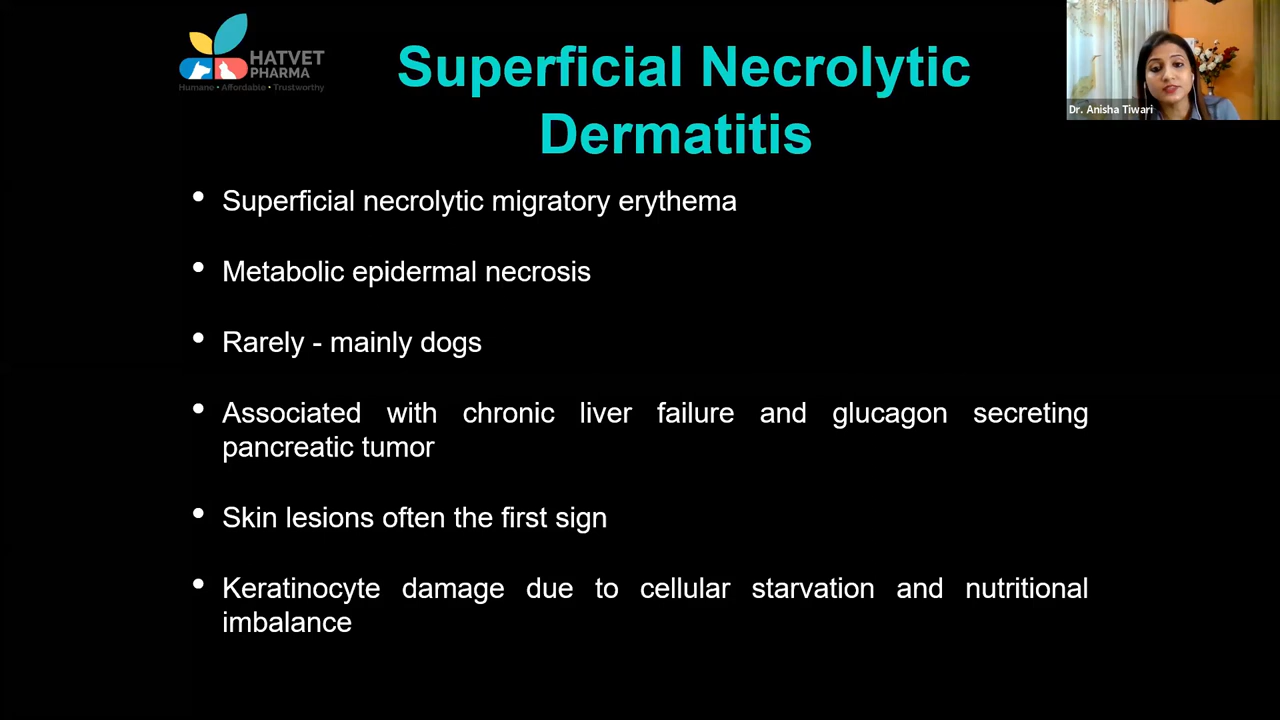 HATVET
PHARMA
Humane • Affordable • Trustworthy
Superficial Necrolytic
Dermatitis
Dr. Anisha Tiwari
• Superficial necrolytic migratory erythema
• Metabolic epidermal necrosis
• Rarely - mainly dogs
• Associated with chronic liver failure and glucagon secreting
pancreatic tumor
• Skin lesions often the first sign
• Keratinocyte damage due to cellular starvation and nutritional
imbalance